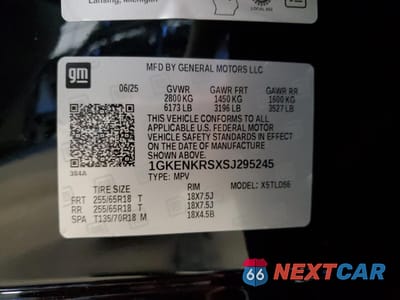 Lansing, Michigan
gm
MFD BY GENERAL MOTORS LLC
06/25 GVWR GAWR FRT GAWR RR
2800 KG 1450 KG 1600 KG
6173 LB 3196 LB 3527 LB
THIS VEHICLE CONFORMS TO ALL
APPLICABLE U.S. FEDERAL MOTOR
VEHICLE SAFETY STANDARDS IN EFFECT
ON THE DATE OF MANUFACTURE
SHOWN ABOVE.
1GKENKRSXSJ295245
384A
TYPE: MPV
TIRE SIZE RIM MODEL: X5TLD56
FRT 255/65R18 T 18X7.5J
RR 255/65R18 T 18X7.5J
SPA T135/70R18 M 18X4.5B
66 NEXTCAR